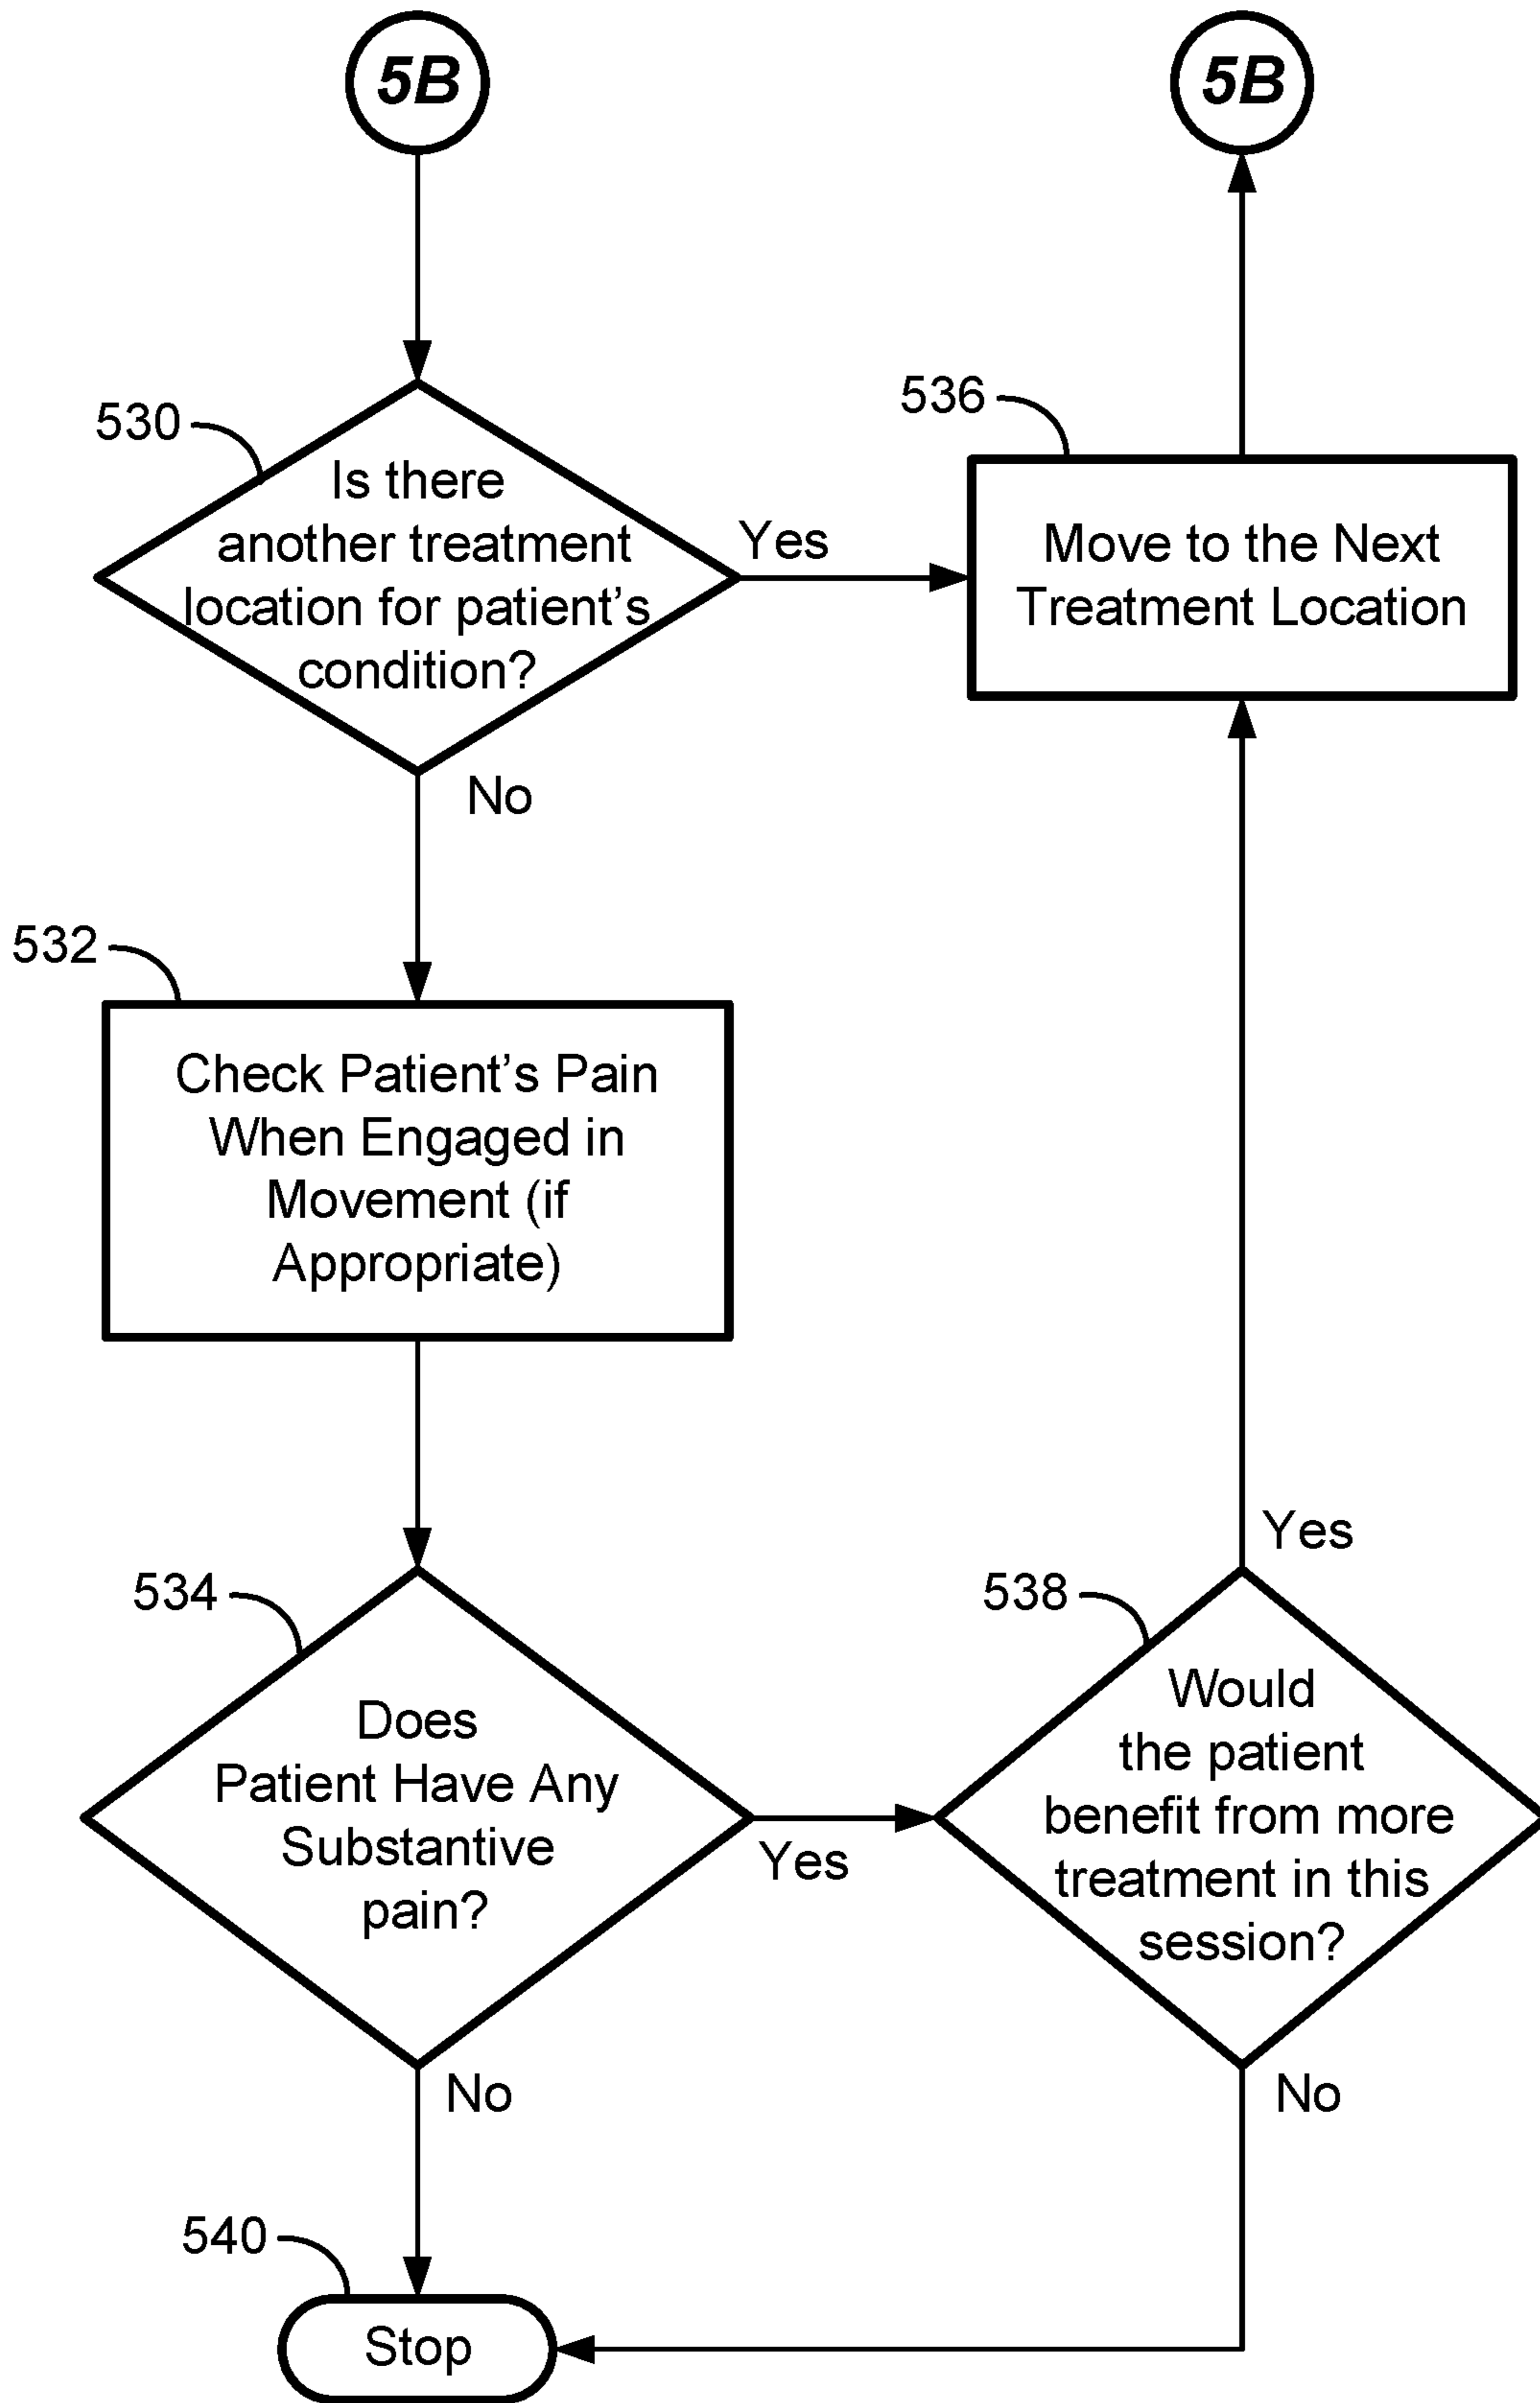 5B
5B
530
Is there
another treatment
location for patient's
condition?
Yes
536
Move to the Next
Treatment Location
No
532
Check Patient's Pain
When Engaged in
Movement (if
Appropriate)
534
Does
Patient Have Any
Substantive
pain?
Yes
538
Would
the patient
benefit from more
treatment in this
session?
Yes
No
No
540
Stop